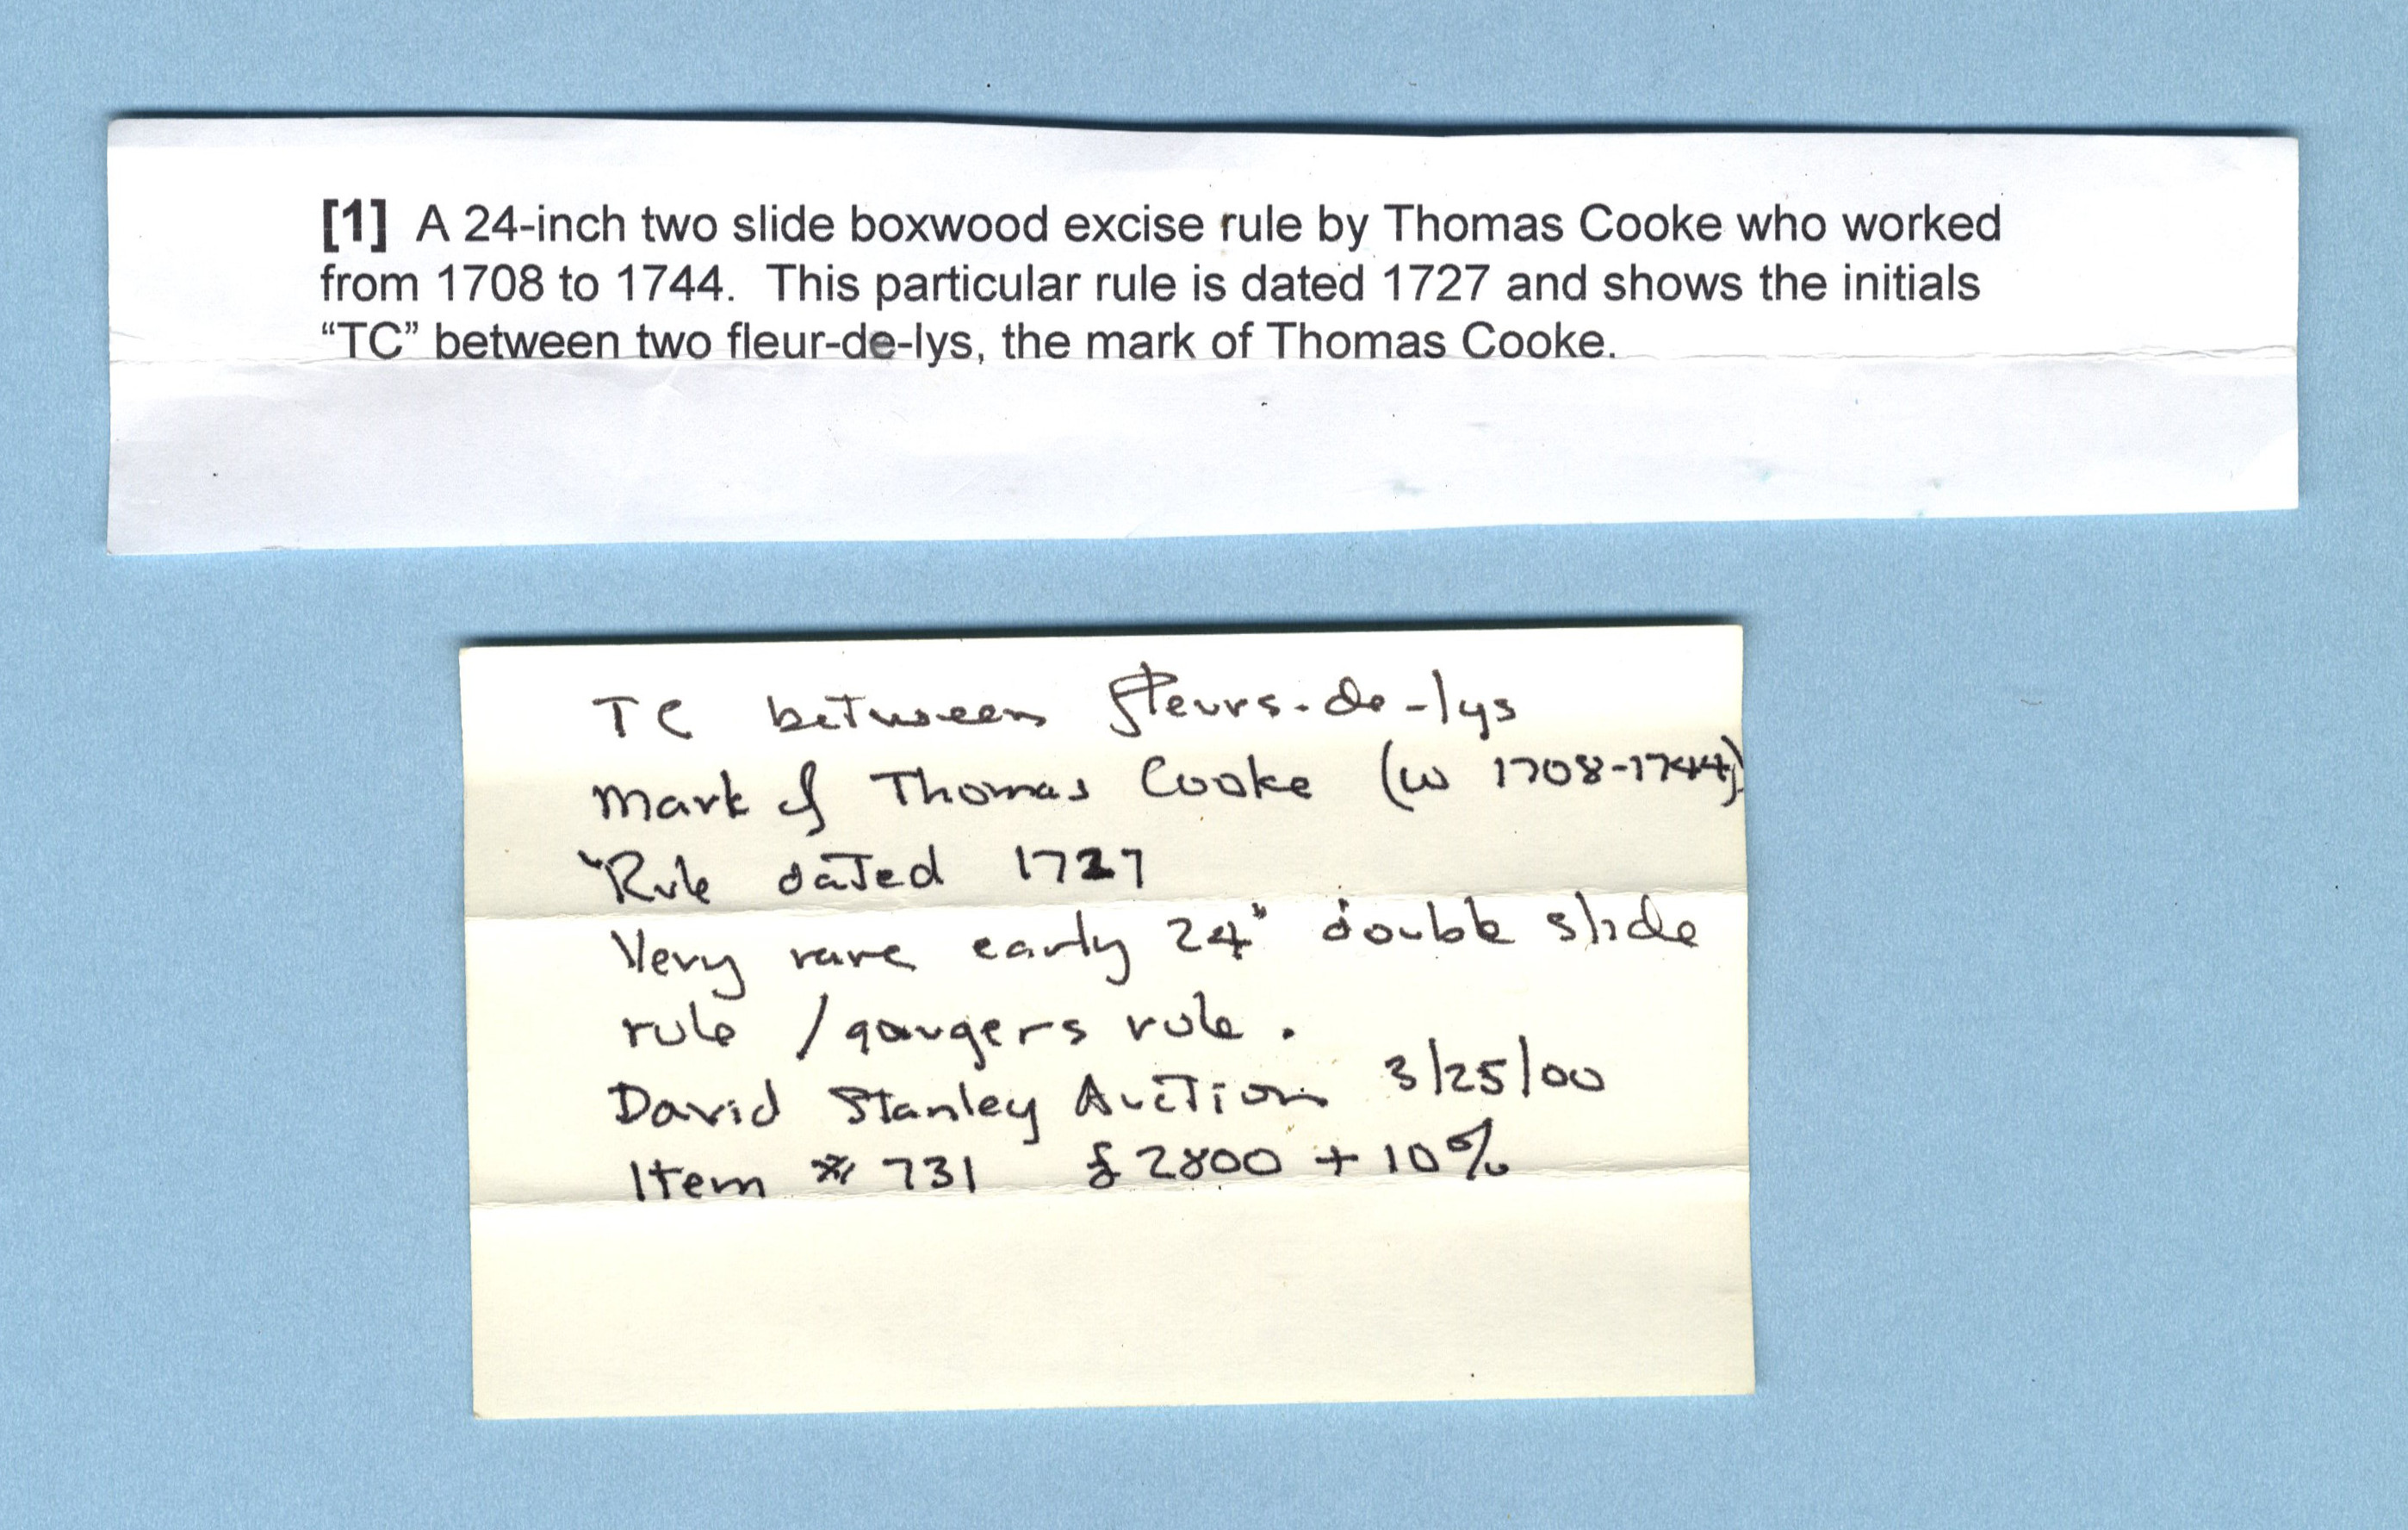 [1] A 24-inch two slide boxwood excise rule by Thomas Cooke who worked
from 1708 to 1744. This particular rule is dated 1727 and shows the initials
“TC” between two fleur-de-lys, the mark of Thomas Cooke.
TC between fleurs-de-lys
Mark of Thomas Cooke (w 1708-1744)
Rule dated 1727
Very rare early 24" double slide
rule / gaugers rule.
David Stanley Auction 3/25/00
Item # 731 £2800 + 10%